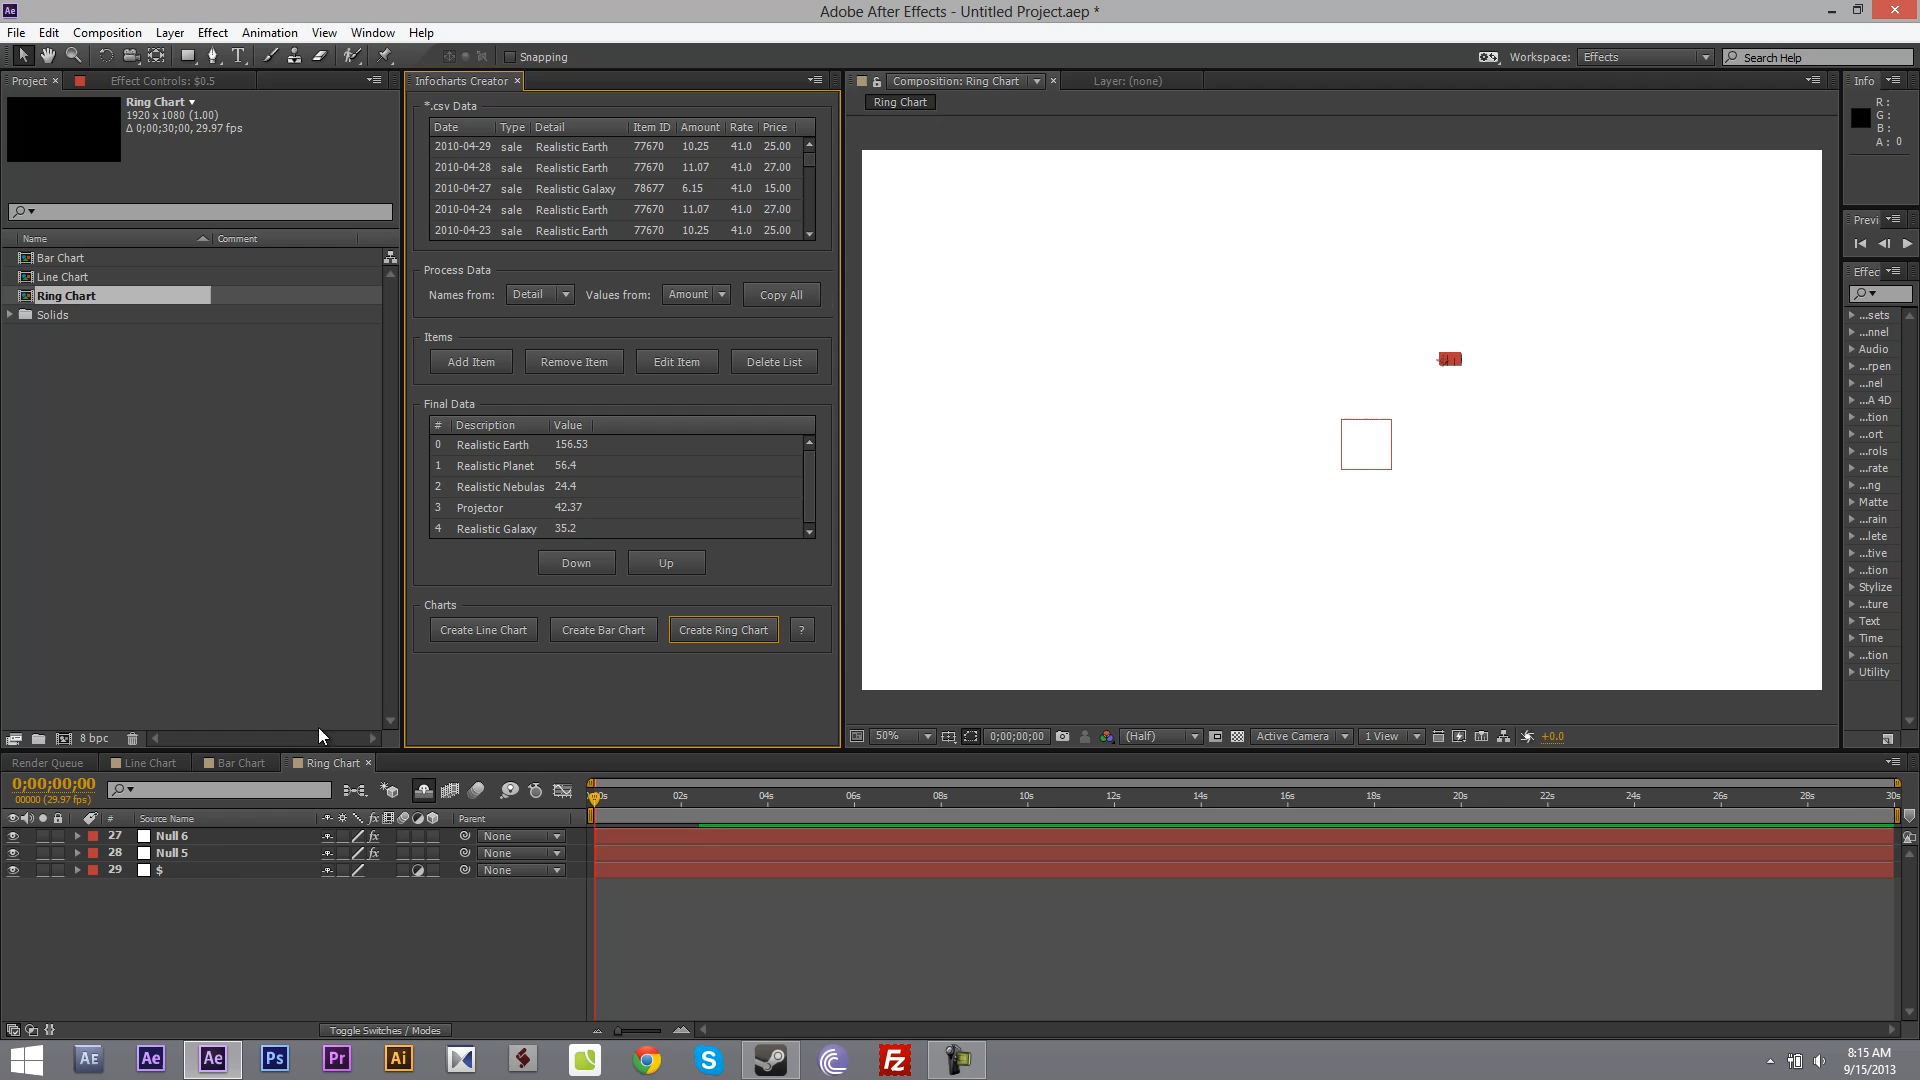 Ae
Adobe After Effects - Untitled Project.aep *
File Edit Composition Layer Effect Animation View Window Help
T Snapping Workspace: Effects Search Help
Project × Effect Controls: $0.5
Ring Chart
1920 x 1080 (1.00)
Δ 0;00;30;00, 29.97 fps
Name Comment
Bar Chart
Line Chart
Ring Chart
Solids
8 bpc
Infocharts Creator ×
*.csv Data
Date Type Detail Item ID Amount Rate Price
2010-04-29 sale Realistic Earth 77670 10.25 41.0 25.00
2010-04-28 sale Realistic Earth 77670 11.07 41.0 27.00
2010-04-27 sale Realistic Galaxy 78677 6.15 41.0 15.00
2010-04-24 sale Realistic Earth 77670 11.07 41.0 27.00
2010-04-23 sale Realistic Earth 77670 10.25 41.0 25.00
Process Data
Names from: Detail Values from: Amount Copy All
Items
Add Item Remove Item Edit Item Delete List
Final Data
# Description Value
0 Realistic Earth 156.53
1 Realistic Planet 56.4
2 Realistic Nebulas 24.4
3 Projector 42.37
4 Realistic Galaxy 35.2
Down Up
Charts
Create Line Chart Create Bar Chart Create Ring Chart ?
Composition: Ring Chart × Layer: (none)
Ring Chart
50% 0;00;00;00 (Half) Active Camera 1 View +0.0
Info
R :
G :
B :
A : 0
Previ
Effec
...sets
...nnel
Audio
...rpen
...nel
...A 4D
...tion
...ort
...rols
...rate
...ng
Matte
...rain
...lete
...tive
...tion
Stylize
...ture
Text
Time
...tion
Utility
Render Queue Line Chart Bar Chart Ring Chart ×
0;00;00;00
00000 (29.97 fps)
# Source Name fx Parent
27 Null 6 fx None
28 Null 5 fx None
29 $ None
02s 04s 06s 08s 10s 12s 14s 16s 18s 20s 22s 24s 26s 28s 30s
Toggle Switches / Modes
AE Ae Ae Ps Pr Ai S Fz
8:15 AM
9/15/2013